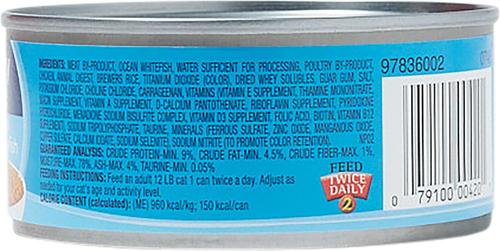 INGREDIENTS: MEAT BY-PRODUCT, OCEAN WHITEFISH, WATER SUFFICIENT FOR PROCESSING, POULTRY BY-PRODUCT,
CHICKEN, ANIMAL DIGEST, BREWERS RICE, TITANIUM DIOXIDE (COLOR), DRIED WHEY SOLUBLES, GUAR GUM, SALT,
POTASSIUM CHLORIDE, CHOLINE CHLORIDE, CARRAGEENAN, VITAMINS (VITAMIN E SUPPLEMENT, THIAMINE MONONITRATE,
NIACIN SUPPLEMENT, VITAMIN A SUPPLEMENT, D-CALCIUM PANTOTHENATE, RIBOFLAVIN SUPPLEMENT, PYRIDOXINE
HYDROCHLORIDE, MENADIONE SODIUM BISULFITE COMPLEX, VITAMIN D3 SUPPLEMENT, FOLIC ACID, BIOTIN, VITAMIN B12
SUPPLEMENT), SODIUM TRIPOLYPHOSPHATE, TAURINE, MINERALS (FERROUS SULFATE, ZINC OXIDE, MANGANOUS OXIDE,
COPPER SULFATE, CALCIUM IODATE, SODIUM SELENITE), SODIUM NITRITE (TO PROMOTE COLOR RETENTION). NP02
GUARANTEED ANALYSIS: CRUDE PROTEIN-MIN. 9%, CRUDE FAT-MIN. 4.5%, CRUDE FIBER-MAX. 1%,
MOISTURE-MAX. 78%, ASH-MAX. 4%, TAURINE-MIN. 0.05%
FEEDING INSTRUCTIONS: Feed an adult 12 LB cat 1 can twice a day. Adjust as
needed for your cat's age and activity level.
CALORIE CONTENT (calculated): (ME) 960 kcal/kg; 150 kcal/can
FEED
TWICE
DAILY
2
97836002
0 79100 00420